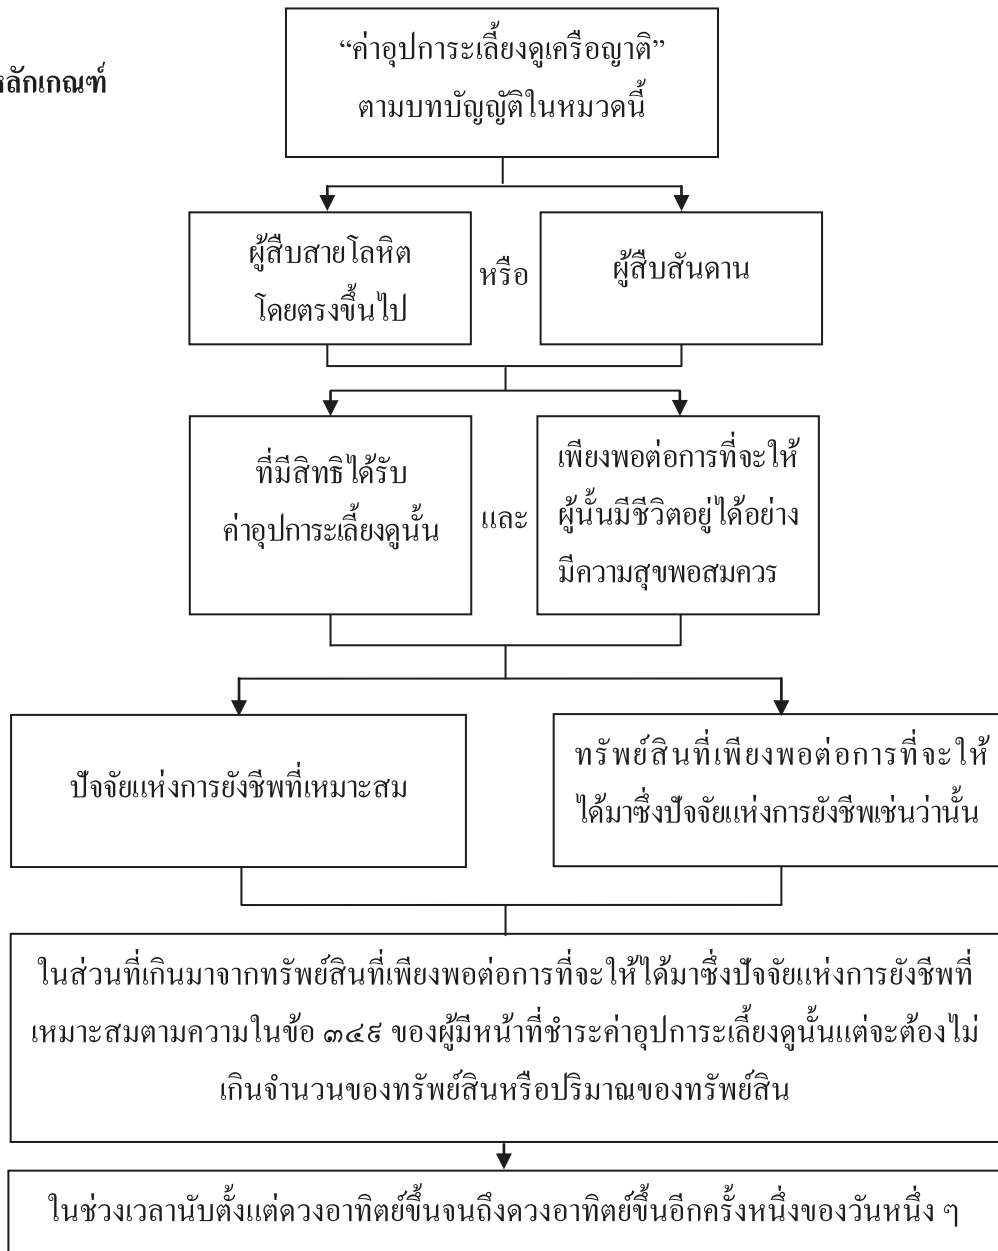 “ค่าอุปการะเลี้ยงดูเครือญาติ”
ตามบทบัญญัติในหมวดนี้
หลักเกณฑ์
ผู้สืบสายโลหิต
โดยตรงขึ้นไป
หรือ
ผู้สืบสันดาน
ที่มีสิทธิได้รับ
ค่าอุปการะเลี้ยงดูนั้น
และ
เพียงพอต่อการที่จะให้
ผู้นั้นมีชีวิตอยู่ได้อย่าง
มีความสุขพอสมควร
ปัจจัยแห่งการยังชีพที่เหมาะสม
ทรัพย์สินที่เพียงพอต่อการที่จะให้
ได้มาซึ่งปัจจัยแห่งการยังชีพเช่นว่านั้น
ในส่วนที่เกินมาจากทรัพย์สินที่เพียงพอต่อการที่จะให้ได้มาซึ่งปัจจัยแห่งการยังชีพที่
เหมาะสมตามความในข้อ ๓๔๙ ของผู้มีหน้าที่ชำระค่าอุปการะเลี้ยงดูนั้นแต่จะต้องไม่
เกินจำนวนของทรัพย์สินหรือปริมาณของทรัพย์สิน
ในช่วงเวลานับตั้งแต่ดวงอาทิตย์ขึ้นจนถึงดวงอาทิตย์ขึ้นอีกครั้งหนึ่งของวันหนึ่ง ๆ